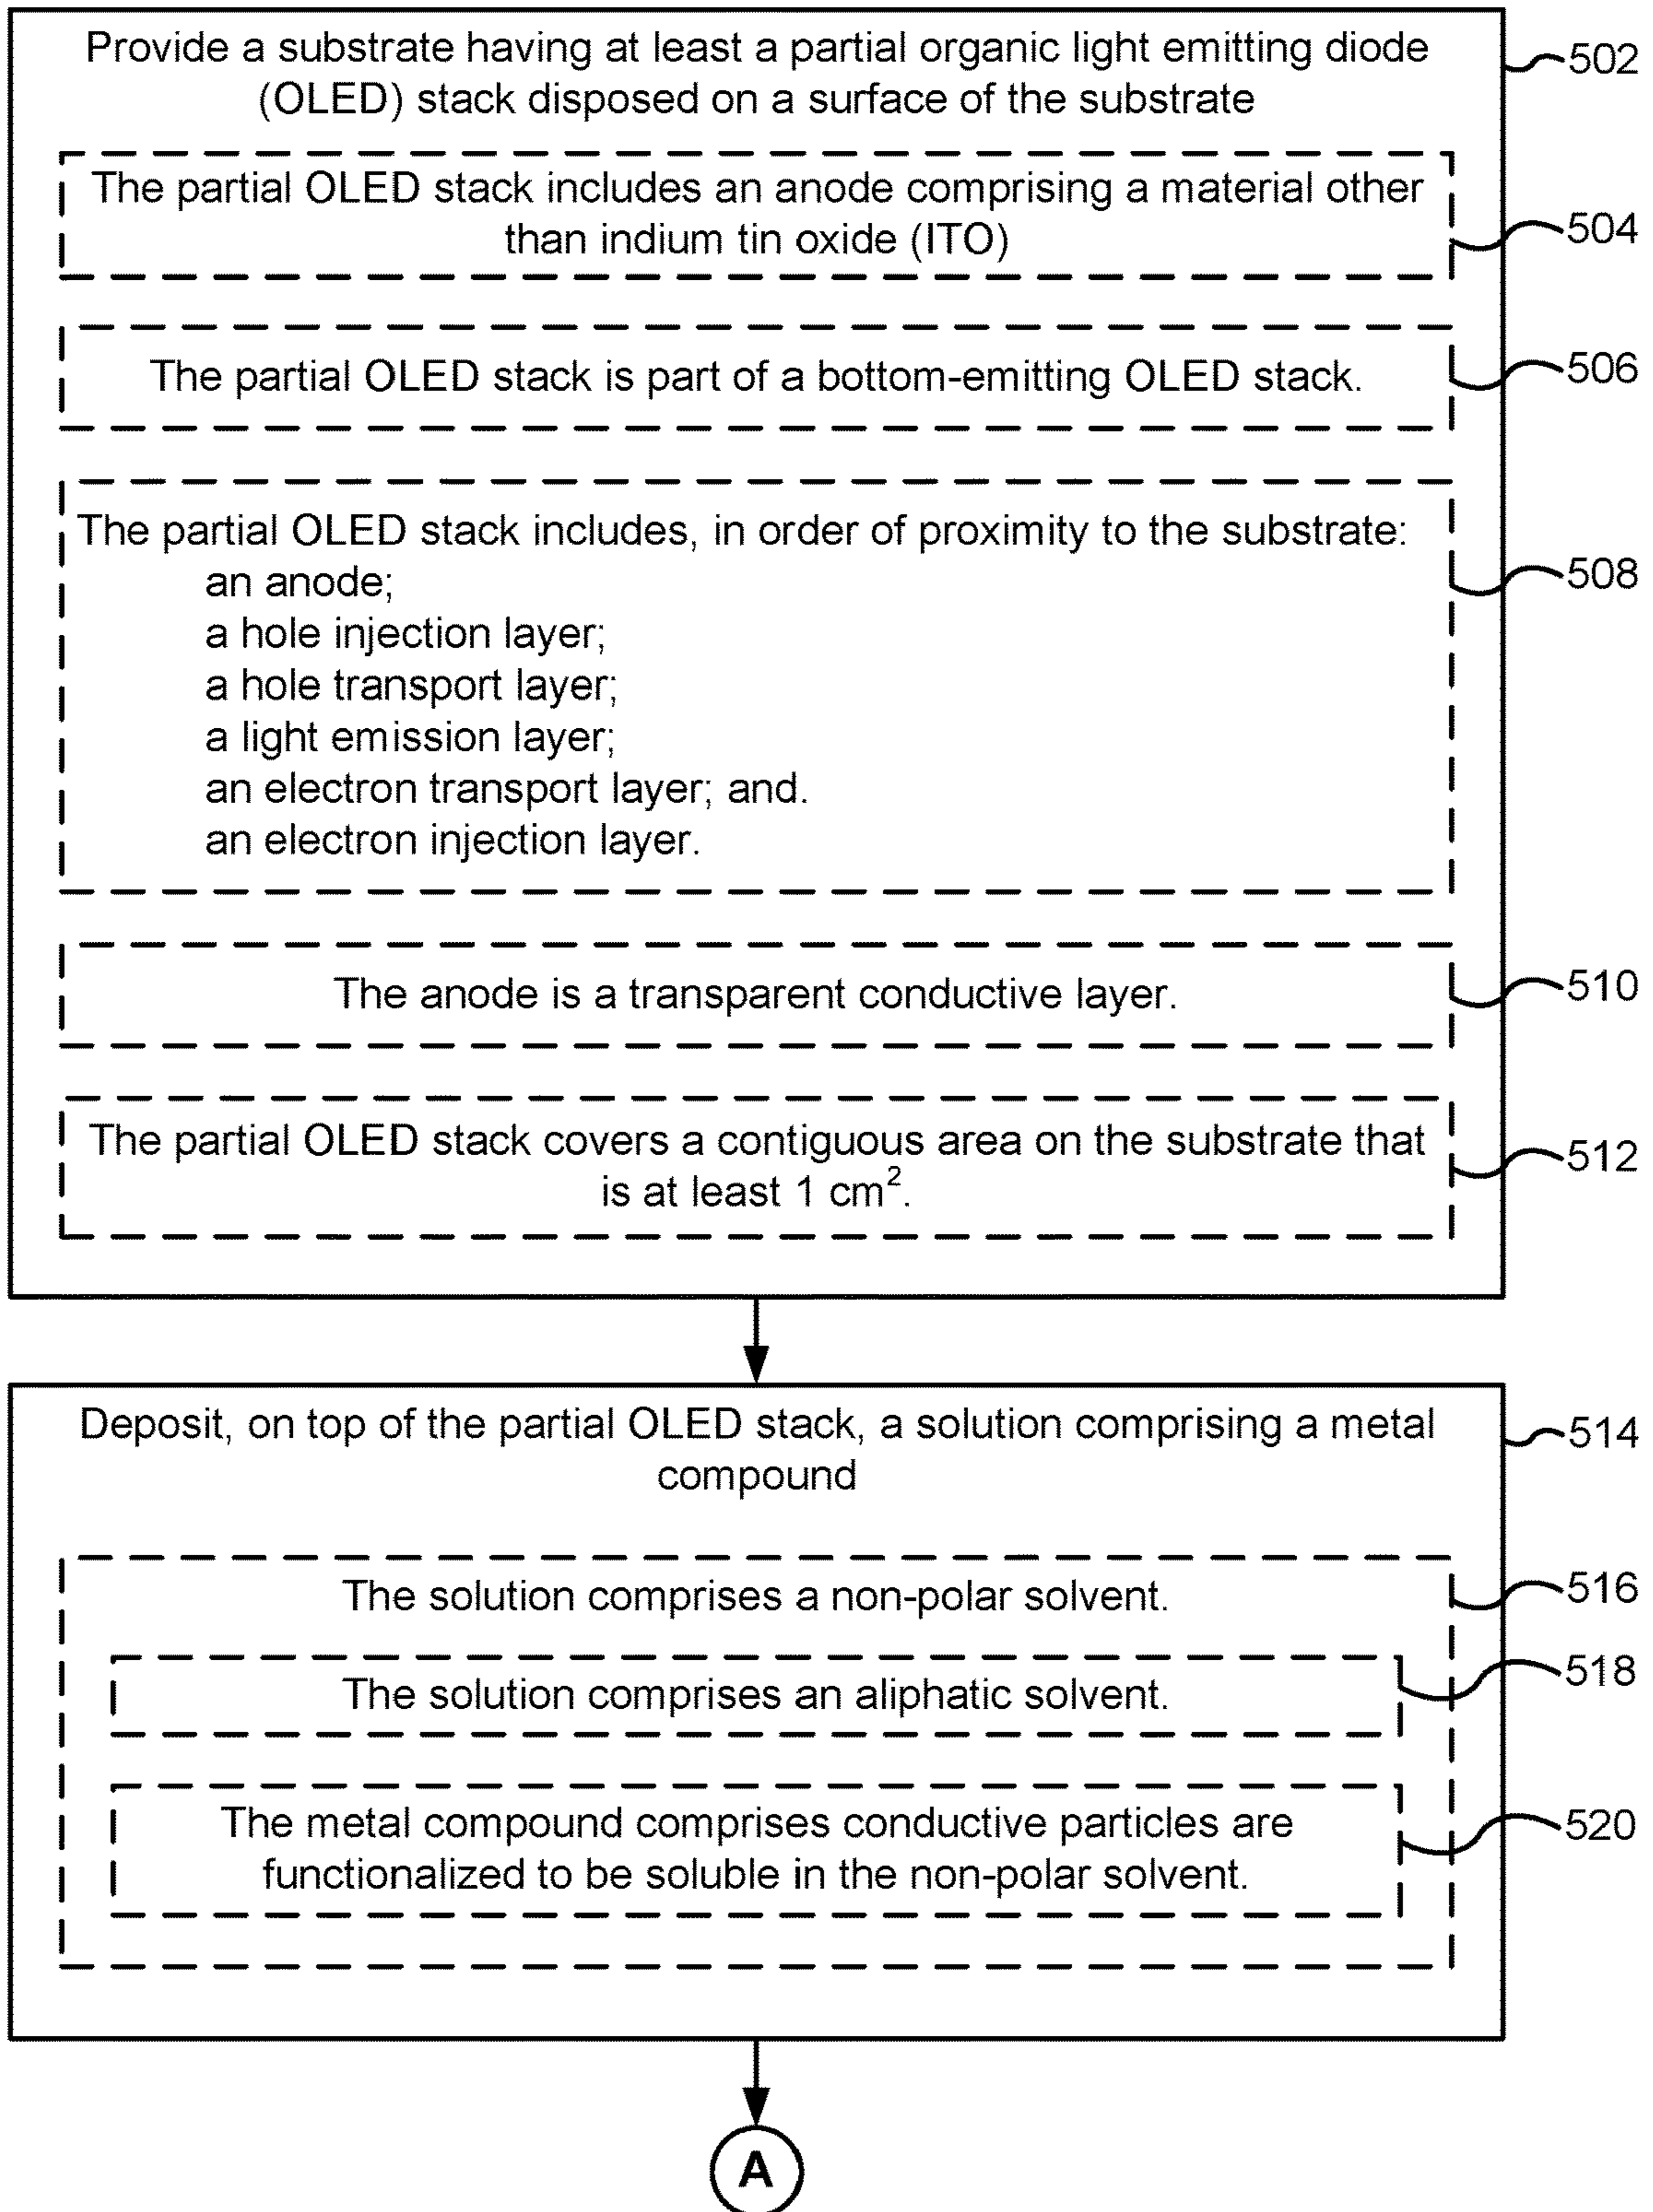 Provide a substrate having at least a partial organic light emitting diode
(OLED) stack disposed on a surface of the substrate
502
The partial OLED stack includes an anode comprising a material other
than indium tin oxide (ITO)
504
The partial OLED stack is part of a bottom-emitting OLED stack.
506
The partial OLED stack includes, in order of proximity to the substrate:
an anode;
a hole injection layer;
a hole transport layer;
a light emission layer;
an electron transport layer; and.
an electron injection layer.
508
The anode is a transparent conductive layer.
510
The partial OLED stack covers a contiguous area on the substrate that
is at least 1 cm².
512
Deposit, on top of the partial OLED stack, a solution comprising a metal
compound
514
The solution comprises a non-polar solvent.
516
The solution comprises an aliphatic solvent.
518
The metal compound comprises conductive particles are
functionalized to be soluble in the non-polar solvent.
520
A